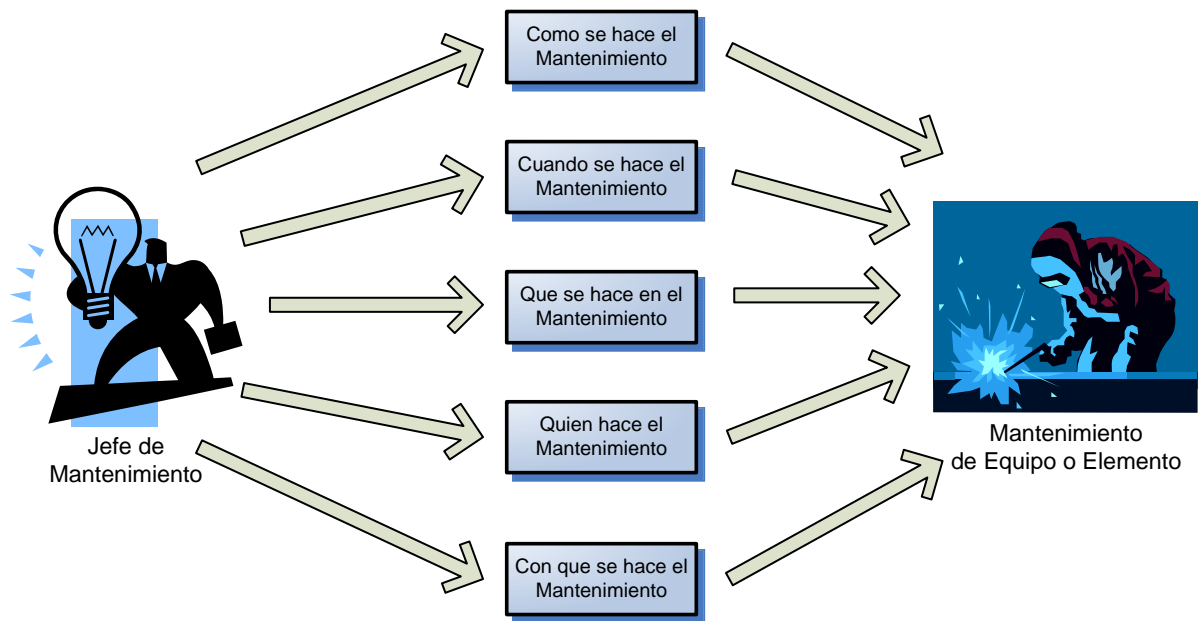 Como se hace el
Mantenimiento
Cuando se hace el
Mantenimiento
Que se hace en el
Mantenimiento
Quien hace el
Mantenimiento
Con que se hace el
Mantenimiento
Jefe de
Mantenimiento
Mantenimiento
de Equipo o Elemento